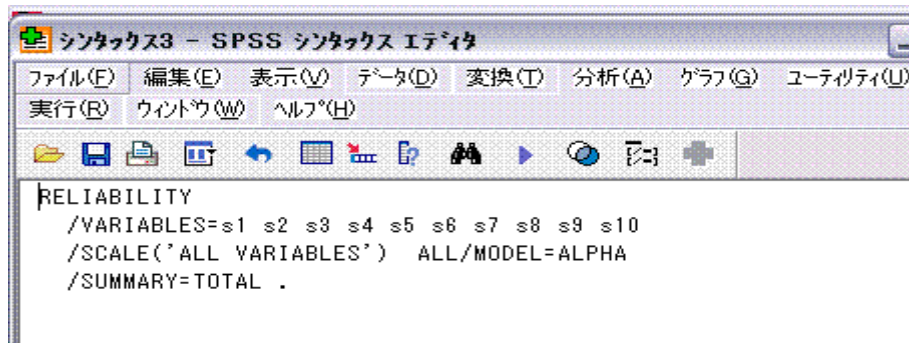 シンタックス3 - SPSS シンタックス エディタ
ファイル(F) 編集(E) 表示(V) データ(D) 変換(T) 分析(A) グラフ(G) ユーティリティ(U)
実行(R) ウィンドウ(W) ヘルプ(H)
RELIABILITY
/VARIABLES=s1 s2 s3 s4 s5 s6 s7 s8 s9 s10
/SCALE('ALL VARIABLES') ALL/MODEL=ALPHA
/SUMMARY=TOTAL .